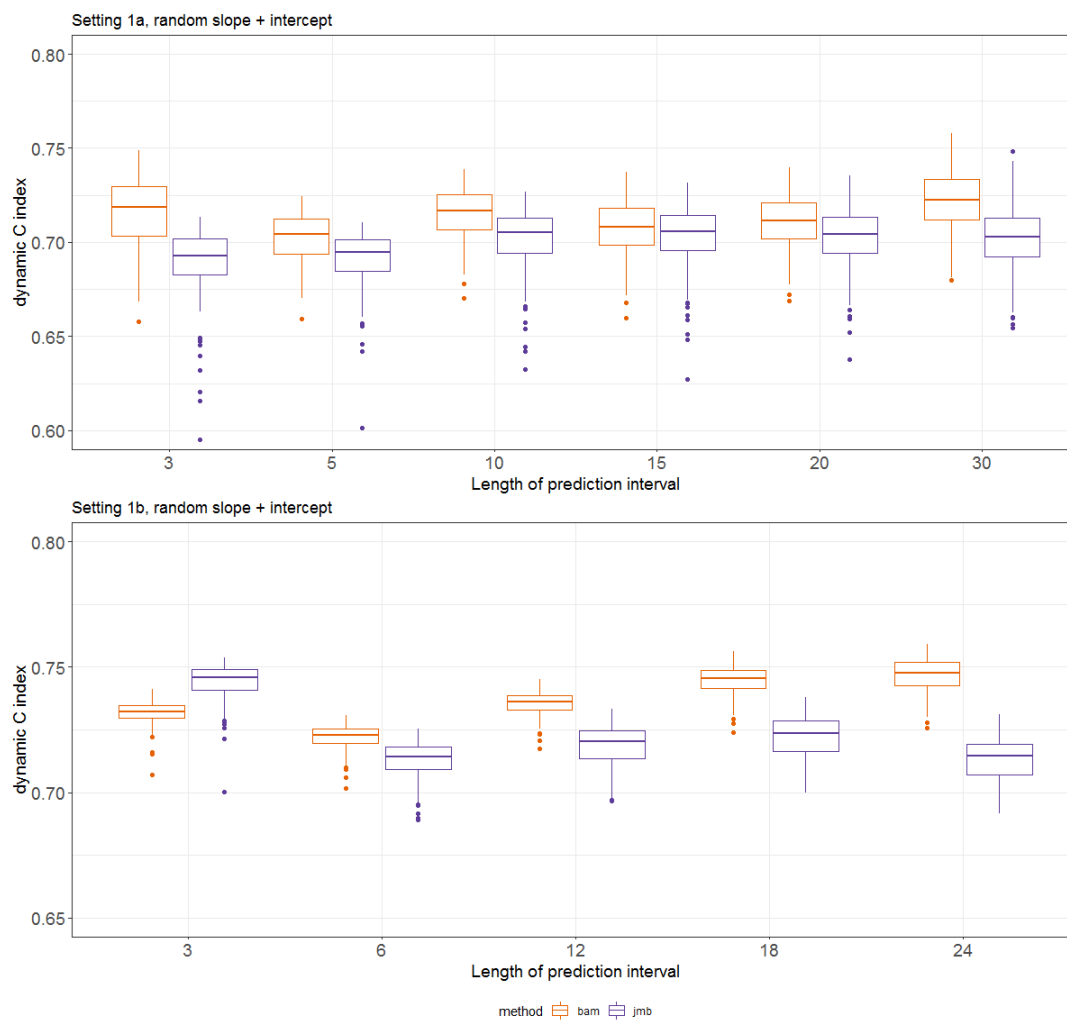 Setting 1a, random slope + intercept
0.80
0.75
0.70
0.65
0.60
dynamic C index
3 5 10 15 20 30
Length of prediction interval
Setting 1b, random slope + intercept
0.80
0.75
0.70
0.65
dynamic C index
3 6 12 18 24
Length of prediction interval
method bam jmb